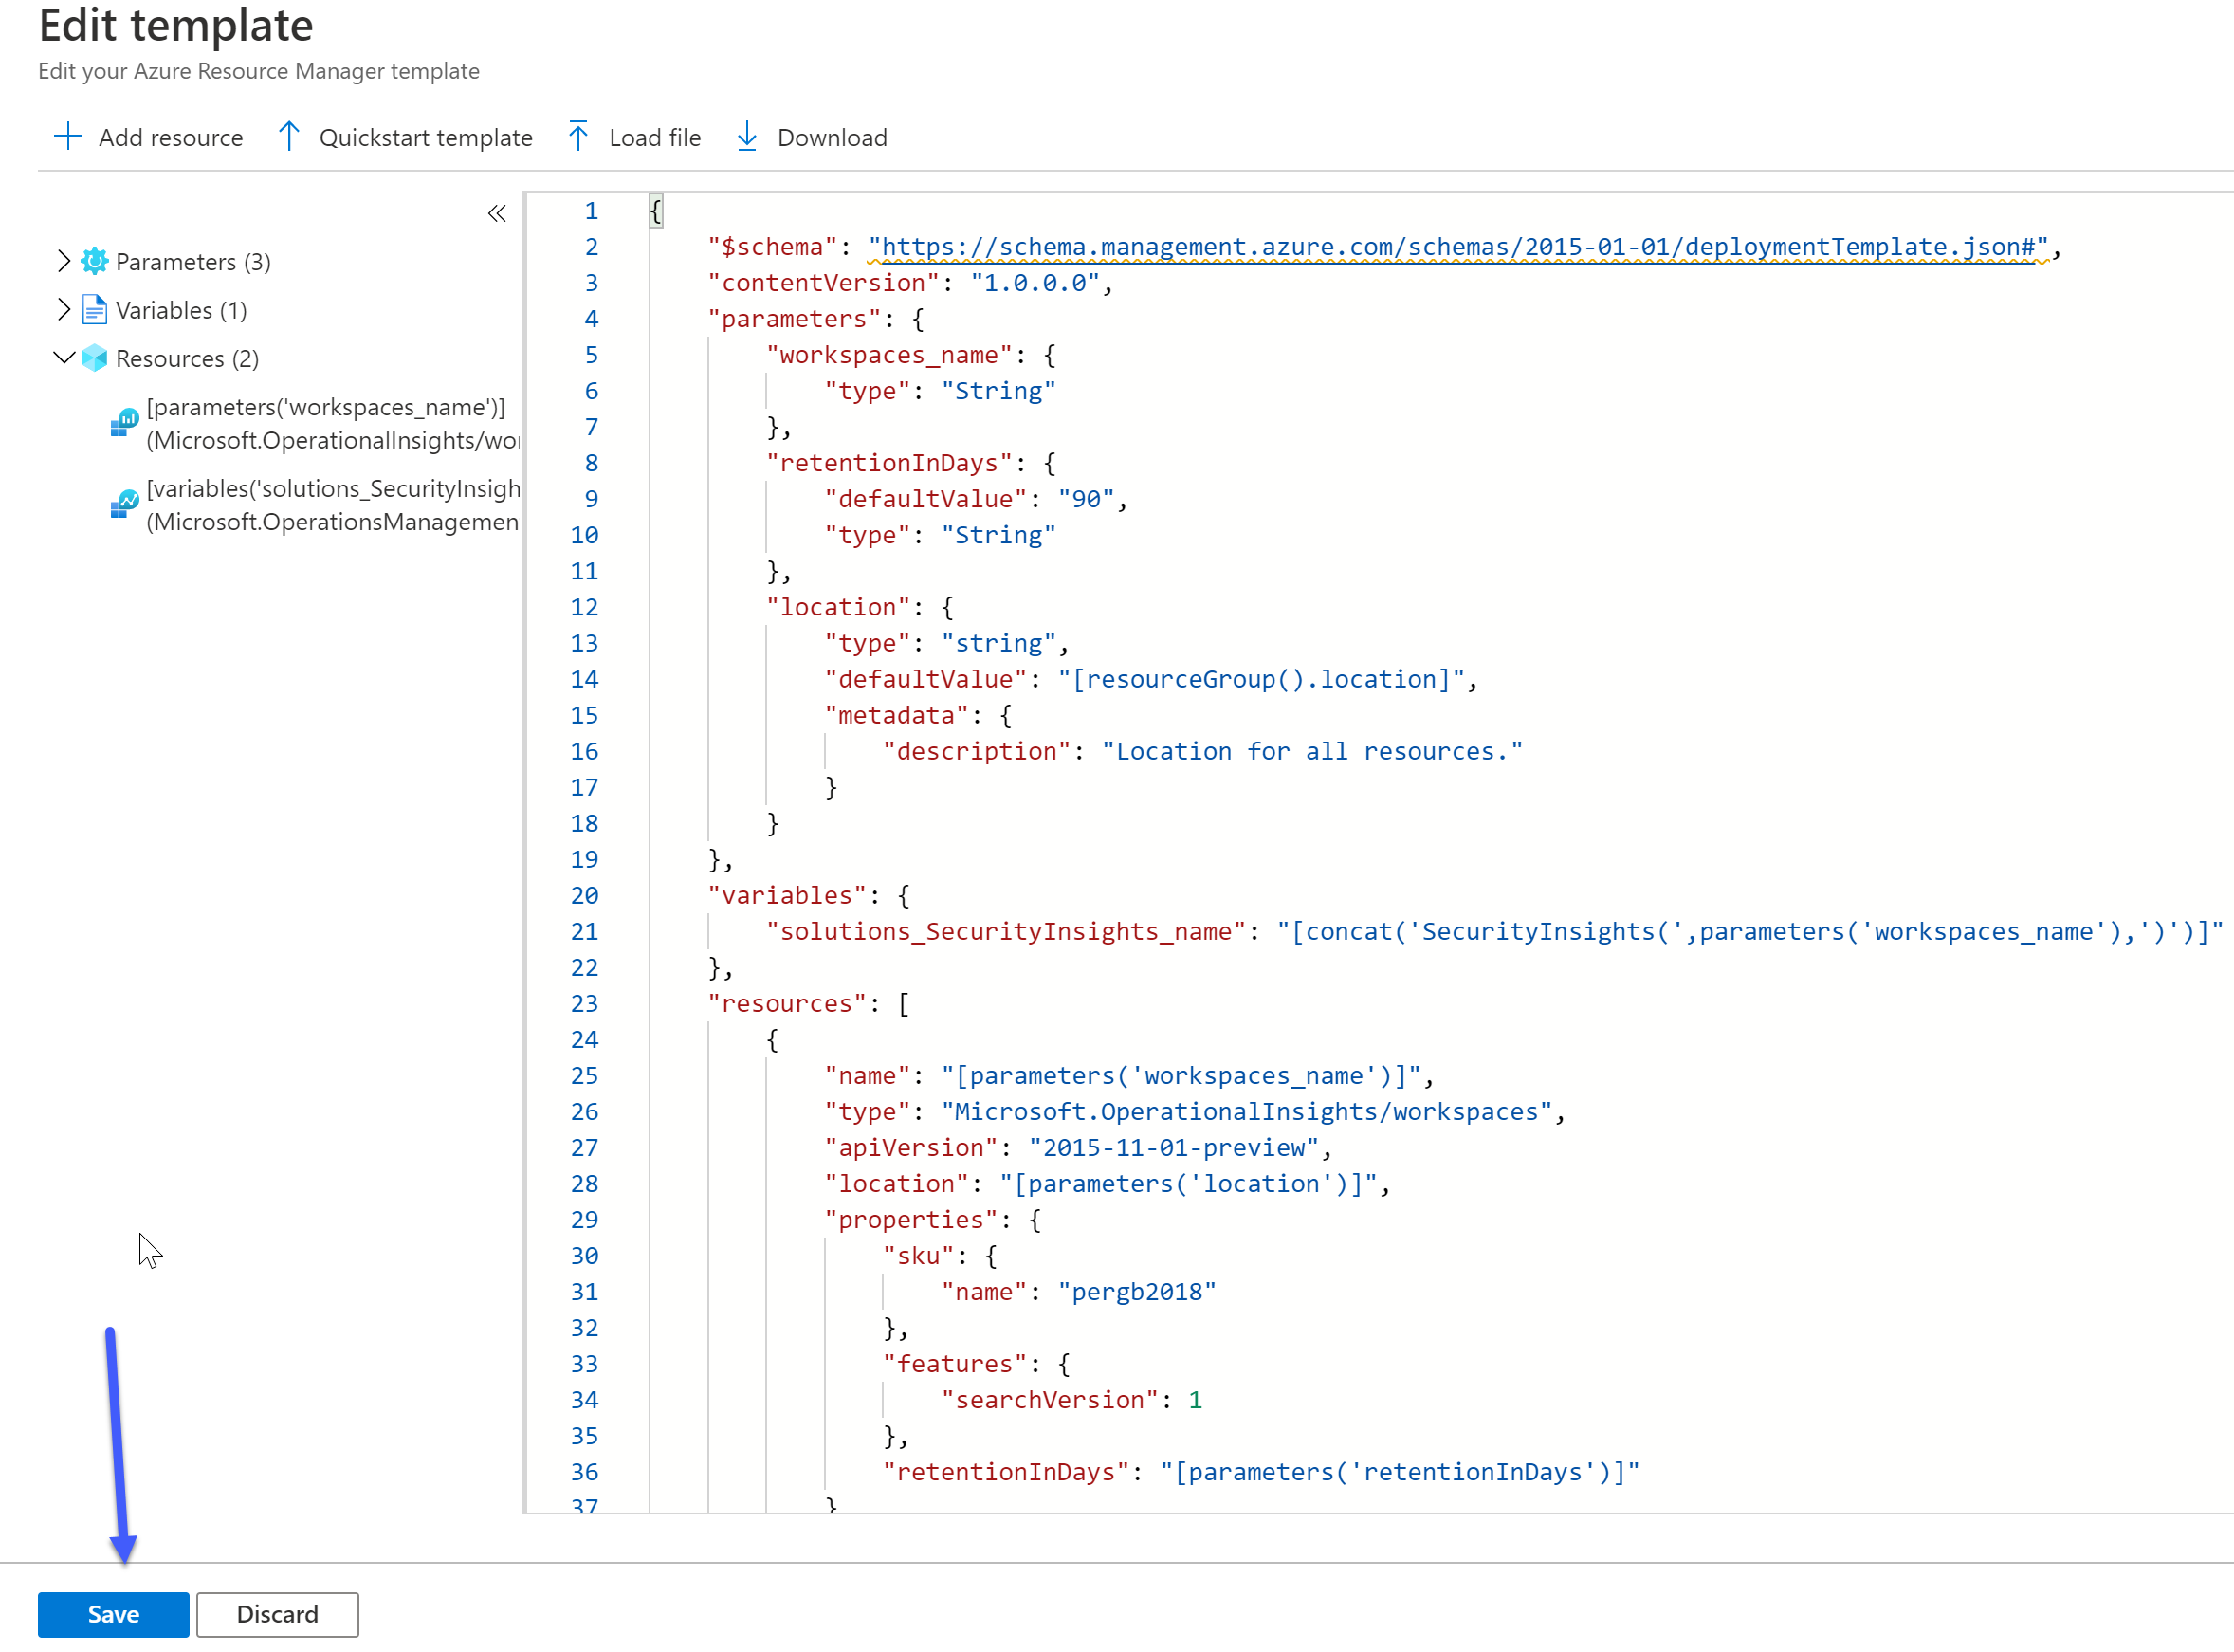 Edit template
Edit your Azure Resource Manager template
Add resource Quickstart template Load file Download
«
Parameters (3)
Variables (1)
Resources (2)
[parameters('workspaces_name')]
(Microsoft.OperationalInsights/wor
[variables('solutions_SecurityInsigh
(Microsoft.OperationsManagemen
1 {
2 "$schema": "https://schema.management.azure.com/schemas/2015-01-01/deploymentTemplate.json#",
3 "contentVersion": "1.0.0.0",
4 "parameters": {
5 "workspaces_name": {
6 "type": "String"
7 },
8 "retentionInDays": {
9 "defaultValue": "90",
10 "type": "String"
11 },
12 "location": {
13 "type": "string",
14 "defaultValue": "[resourceGroup().location]",
15 "metadata": {
16 "description": "Location for all resources."
17 }
18 }
19 },
20 "variables": {
21 "solutions_SecurityInsights_name": "[concat('SecurityInsights(',parameters('workspaces_name'),')')]"
22 },
23 "resources": [
24 {
25 "name": "[parameters('workspaces_name')]",
26 "type": "Microsoft.OperationalInsights/workspaces",
27 "apiVersion": "2015-11-01-preview",
28 "location": "[parameters('location')]",
29 "properties": {
30 "sku": {
31 "name": "pergb2018"
32 },
33 "features": {
34 "searchVersion": 1
35 },
36 "retentionInDays": "[parameters('retentionInDays')]"
37 }
Save Discard